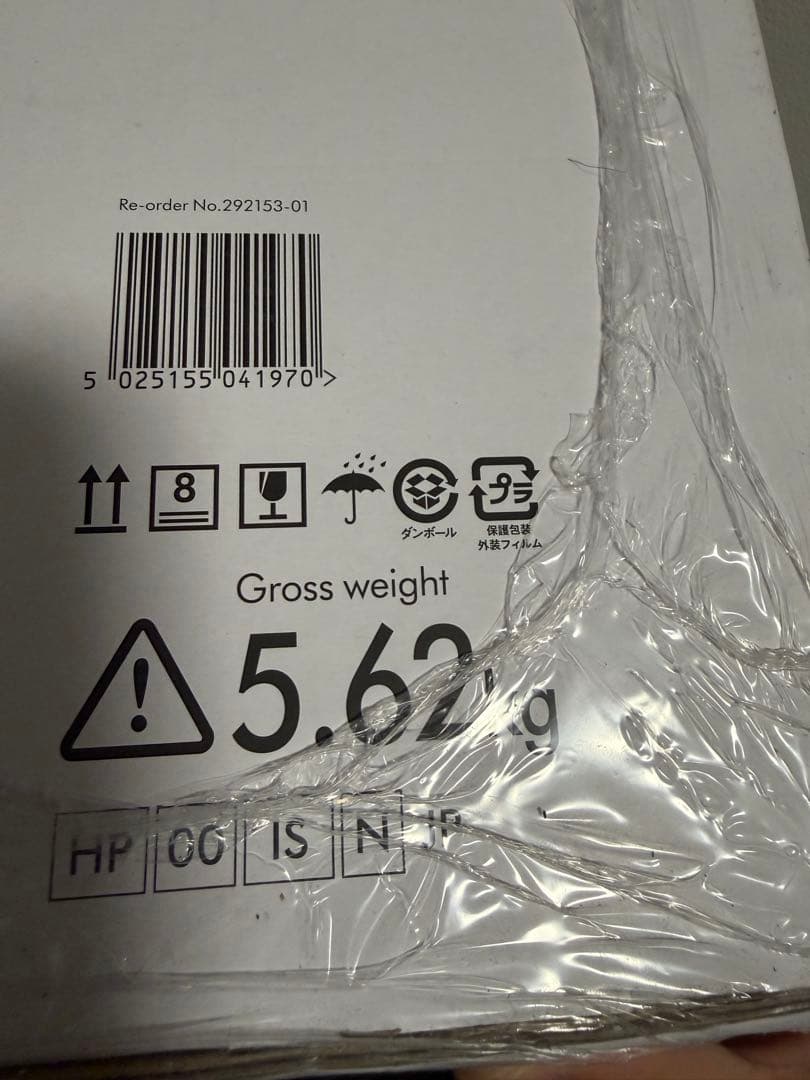 Re-order No.292153-01
5 025155 041970 >
8
プラ
ダンボール
保護包装
外装フィルム
Gross weight
5.62kg
HP 00 IS N JP